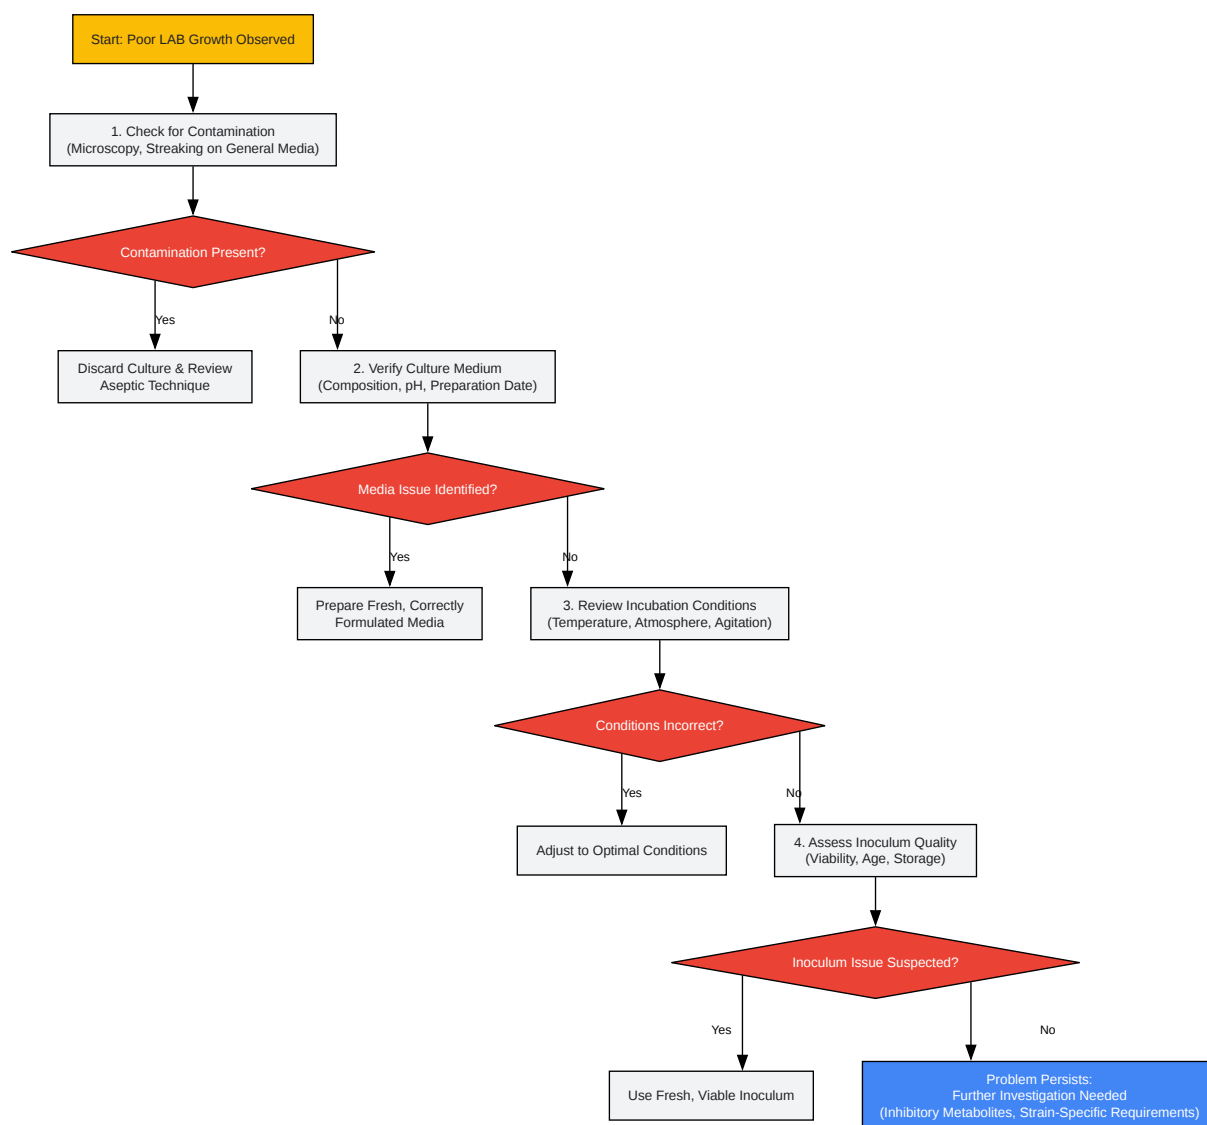 Start: Poor LAB Growth Observed
1. Check for Contamination
(Microscopy, Streaking on General Media)
Contamination Present?
Yes
No
Discard Culture & Review
Aseptic Technique
2. Verify Culture Medium
(Composition, pH, Preparation Date)
Media Issue Identified?
Yes
No
Prepare Fresh, Correctly
Formulated Media
3. Review Incubation Conditions
(Temperature, Atmosphere, Agitation)
Conditions Incorrect?
Yes
No
Adjust to Optimal Conditions
4. Assess Inoculum Quality
(Viability, Age, Storage)
Inoculum Issue Suspected?
Yes
No
Use Fresh, Viable Inoculum
Problem Persists:
Further Investigation Needed
(Inhibitory Metabolites, Strain-Specific Requirements)